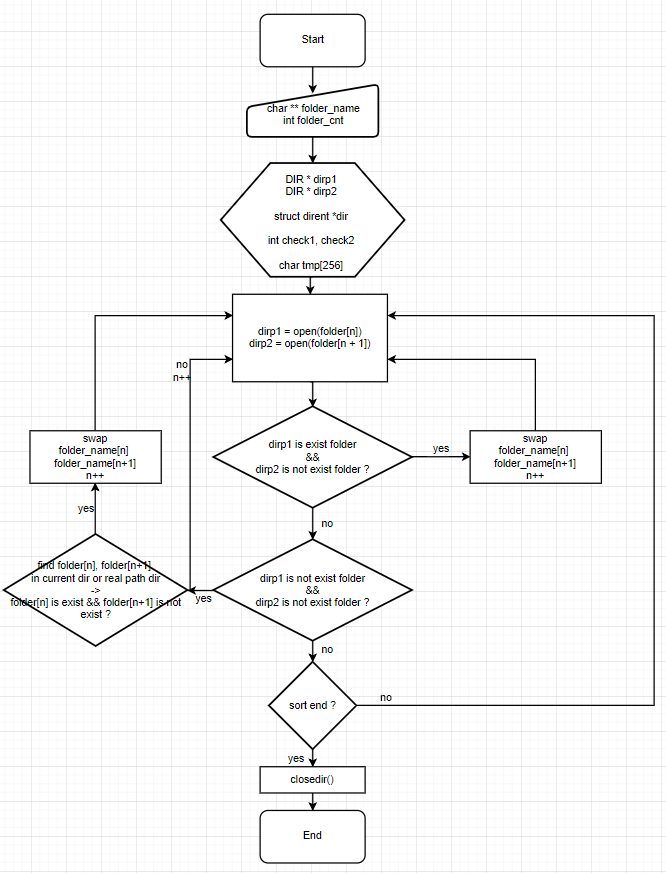 Start
char ** folder_name
int folder_cnt
DIR * dirp1
DIR * dirp2
struct dirent *dir
int check1, check2
char tmp[256]
dirp1 = open(folder[n])
dirp2 = open(folder[n + 1])
no
n++
swap
folder_name[n]
folder_name[n+1]
n++
dirp1 is exist folder
&&
dirp2 is not exist folder ?
yes
swap
folder_name[n]
folder_name[n+1]
n++
yes
no
find folder[n], folder[n+1]
in current dir or real path dir
->
folder[n] is exist && folder[n+1] is not
exist ?
yes
dirp1 is not exist folder
&&
dirp2 is not exist folder ?
no
sort end ?
no
yes
closedir()
End